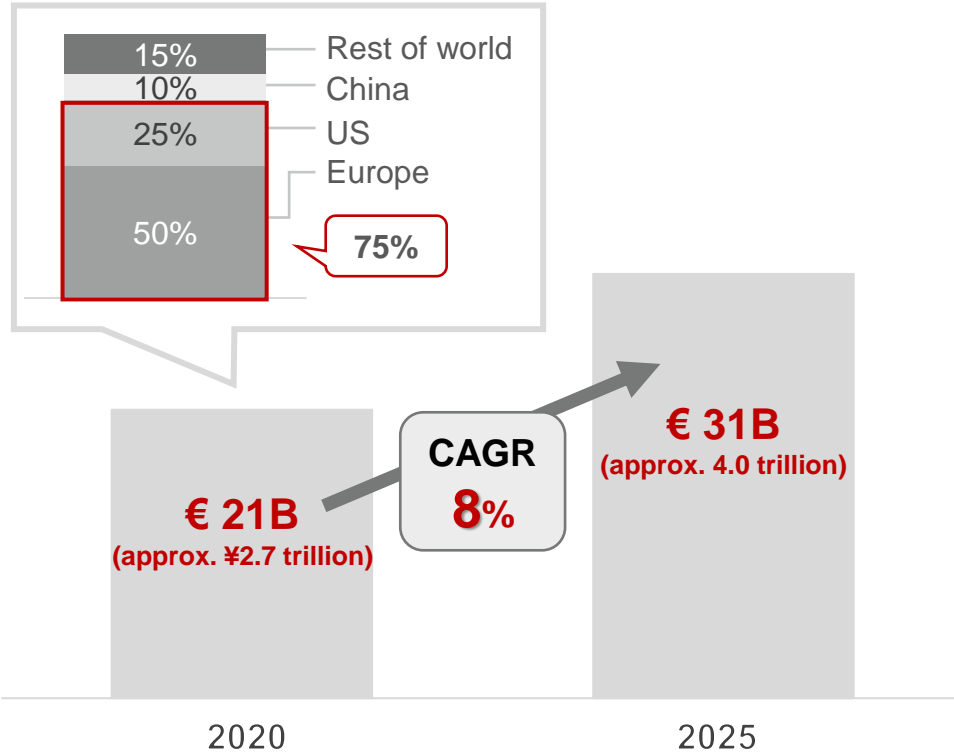 15%
Rest of world
10%
China
25%
US
Europe
50%
75%
€ 31B
(approx. 4.0 trillion)
CAGR
8%
€ 21B
(approx. ¥2.7 trillion)
2020
2025